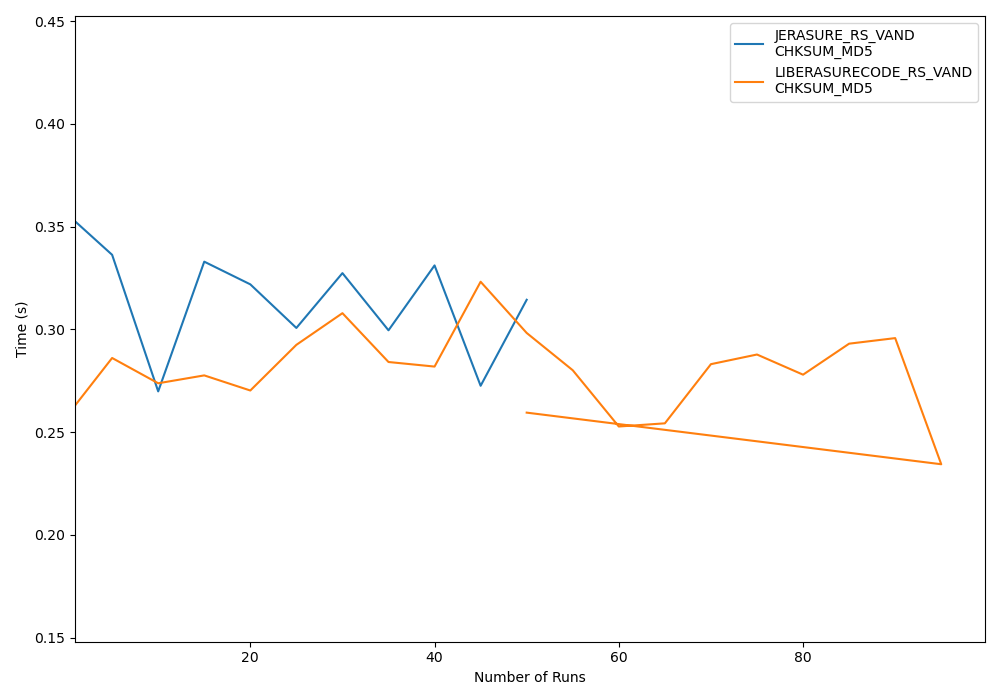 JERASURE_RS_VAND
CHKSUM_MD5
LIBERASURECODE_RS_VAND
CHKSUM_MD5
0.45
0.40
0.35
0.30
0.25
0.20
0.15
Time (s)
20 40 60 80
Number of Runs